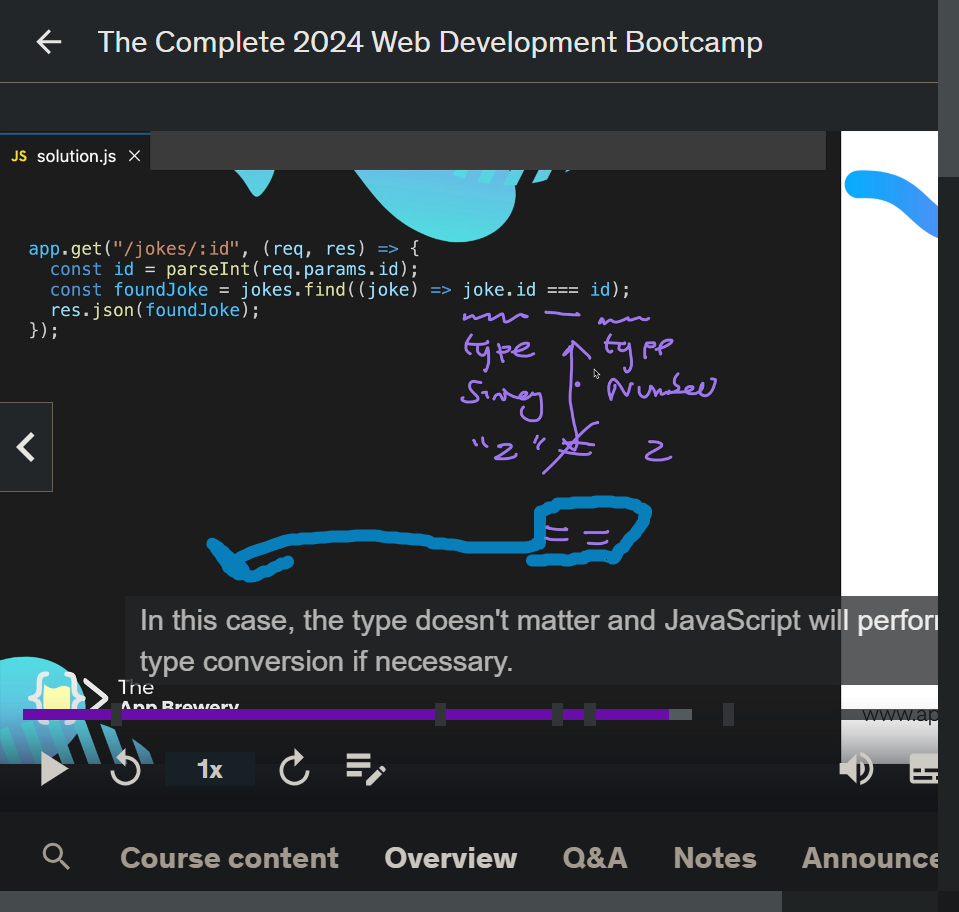 The Complete 2024 Web Development Bootcamp
JS solution.js
app.get("/jokes/:id", (req, res) => {
const id = parseInt(req.params.id);
const foundJoke = jokes.find((joke) => joke.id === id);
res.json(foundJoke);
});
type type
String Number
"2" = 2
= =
In this case, the type doesn't matter and JavaScript will perfor
type conversion if necessary.
The
App Brewery
www.ap
1x
Course content Overview Q&A Notes Announce